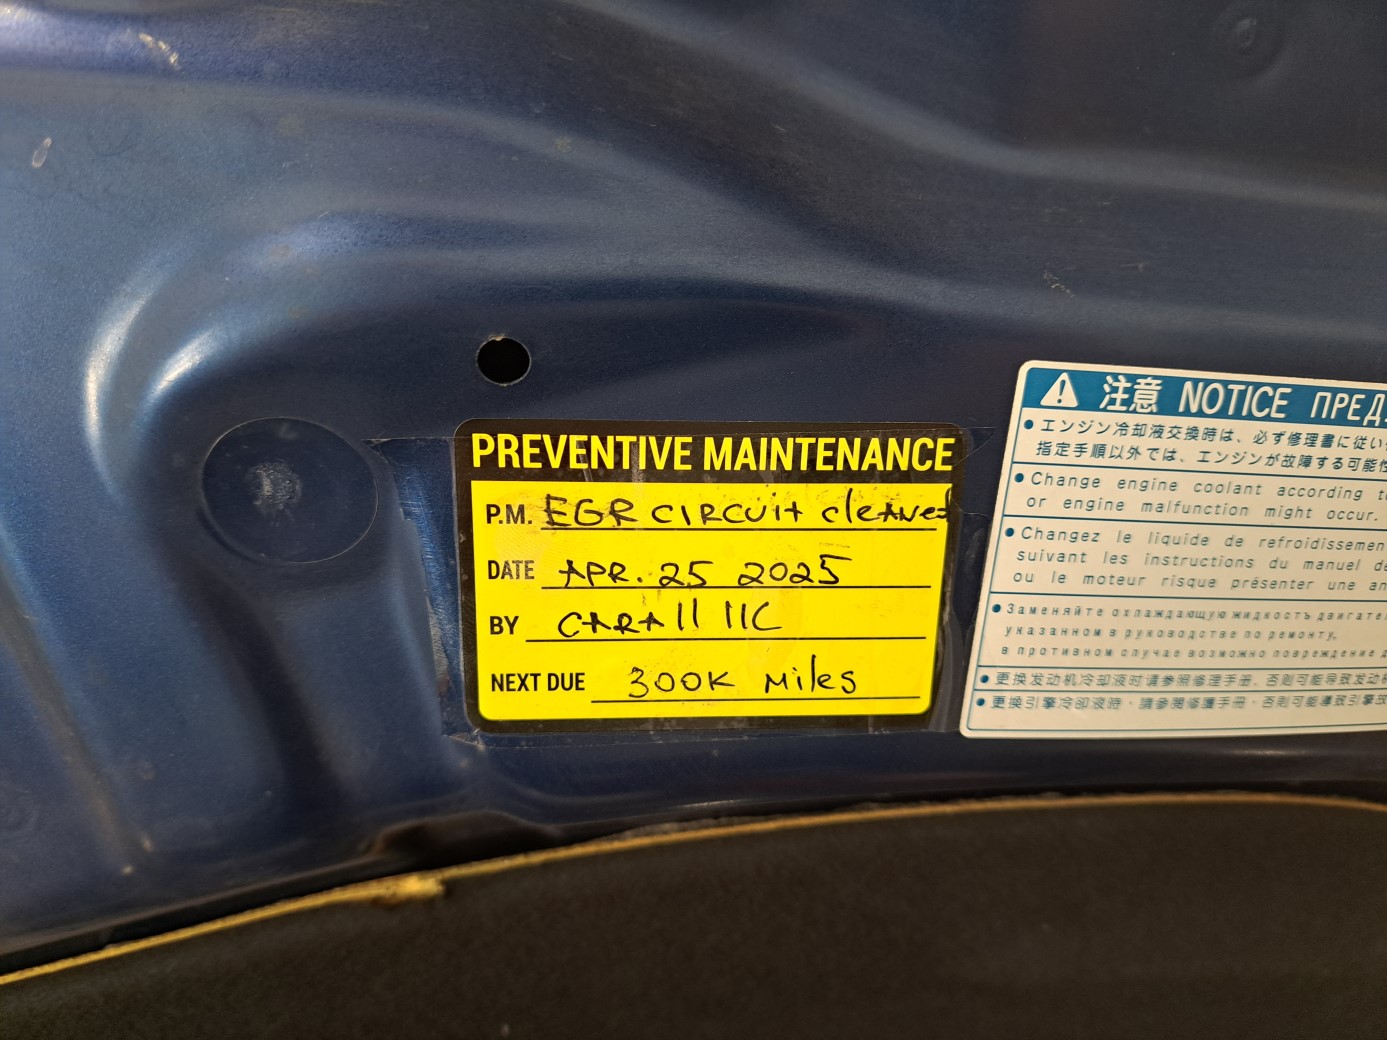 PREVENTIVE MAINTENANCE
P.M. EGR CIRCUit cleaned
DATE APR. 25 2025
BY CARAll llC
NEXT DUE 300K Miles
注意 NOTICE
• エンジン冷却液交換時は、必ず修理書に従い
指定手順以外では、エンジンが故障する可能性
• Change engine coolant according
or engine malfunction might occur.
• Changez le liquide de
suivant les instructions du manuel
ou le moteur risque présenter une
• Заменяйте охлаждающую жидкость
указанном в руководстве по ремонту,
в противном случае возможно повреждение
• 更换发动机冷却液时请参照修理手册，否则可能导致发动
• 更換引擎冷卻液時，請參閱修護手冊，否則可能導致引擎